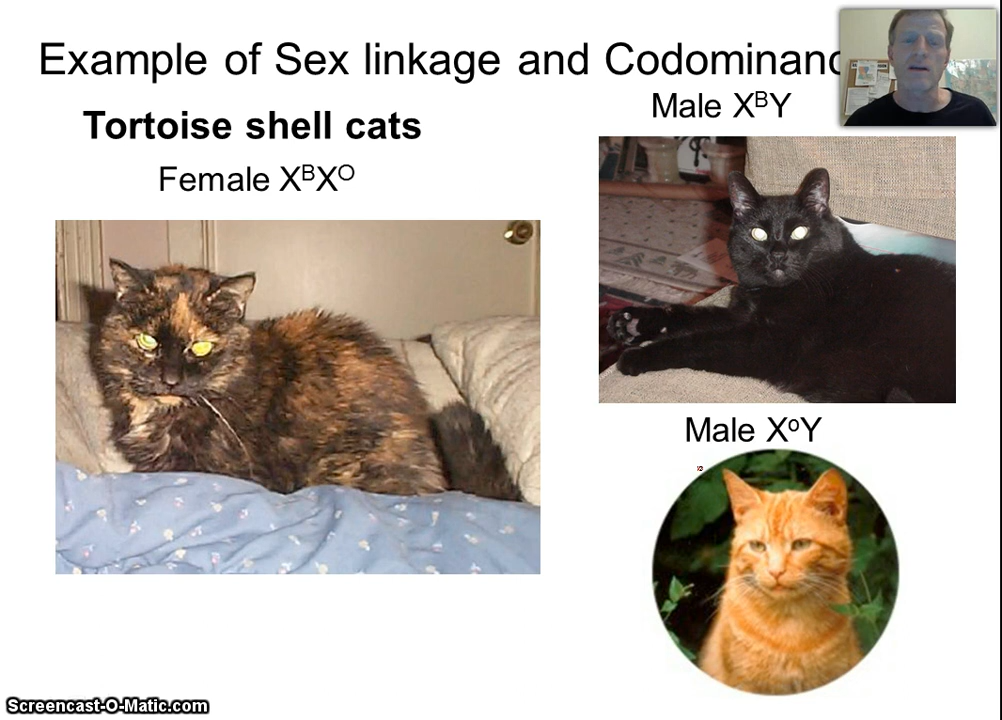 Example of Sex linkage and Codominanc
Tortoise shell cats
Female XᴮXᴼ
Male XᴮY
Male XᵒY
Screencast-O-Matic.com